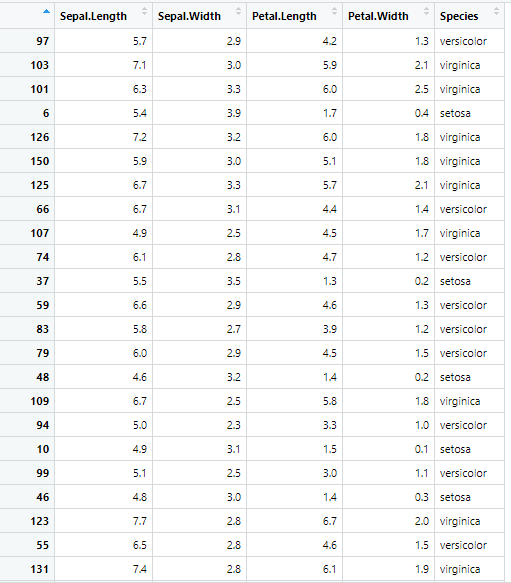 Sepal.Length Sepal.Width Petal.Length Petal.Width Species
97 5.7 2.9 4.2 1.3 versicolor
103 7.1 3.0 5.9 2.1 virginica
101 6.3 3.3 6.0 2.5 virginica
6 5.4 3.9 1.7 0.4 setosa
126 7.2 3.2 6.0 1.8 virginica
150 5.9 3.0 5.1 1.8 virginica
125 6.7 3.3 5.7 2.1 virginica
66 6.7 3.1 4.4 1.4 versicolor
107 4.9 2.5 4.5 1.7 virginica
74 6.1 2.8 4.7 1.2 versicolor
37 5.5 3.5 1.3 0.2 setosa
59 6.6 2.9 4.6 1.3 versicolor
83 5.8 2.7 3.9 1.2 versicolor
79 6.0 2.9 4.5 1.5 versicolor
48 4.6 3.2 1.4 0.2 setosa
109 6.7 2.5 5.8 1.8 virginica
94 5.0 2.3 3.3 1.0 versicolor
10 4.9 3.1 1.5 0.1 setosa
99 5.1 2.5 3.0 1.1 versicolor
46 4.8 3.0 1.4 0.3 setosa
123 7.7 2.8 6.7 2.0 virginica
55 6.5 2.8 4.6 1.5 versicolor
131 7.4 2.8 6.1 1.9 virginica